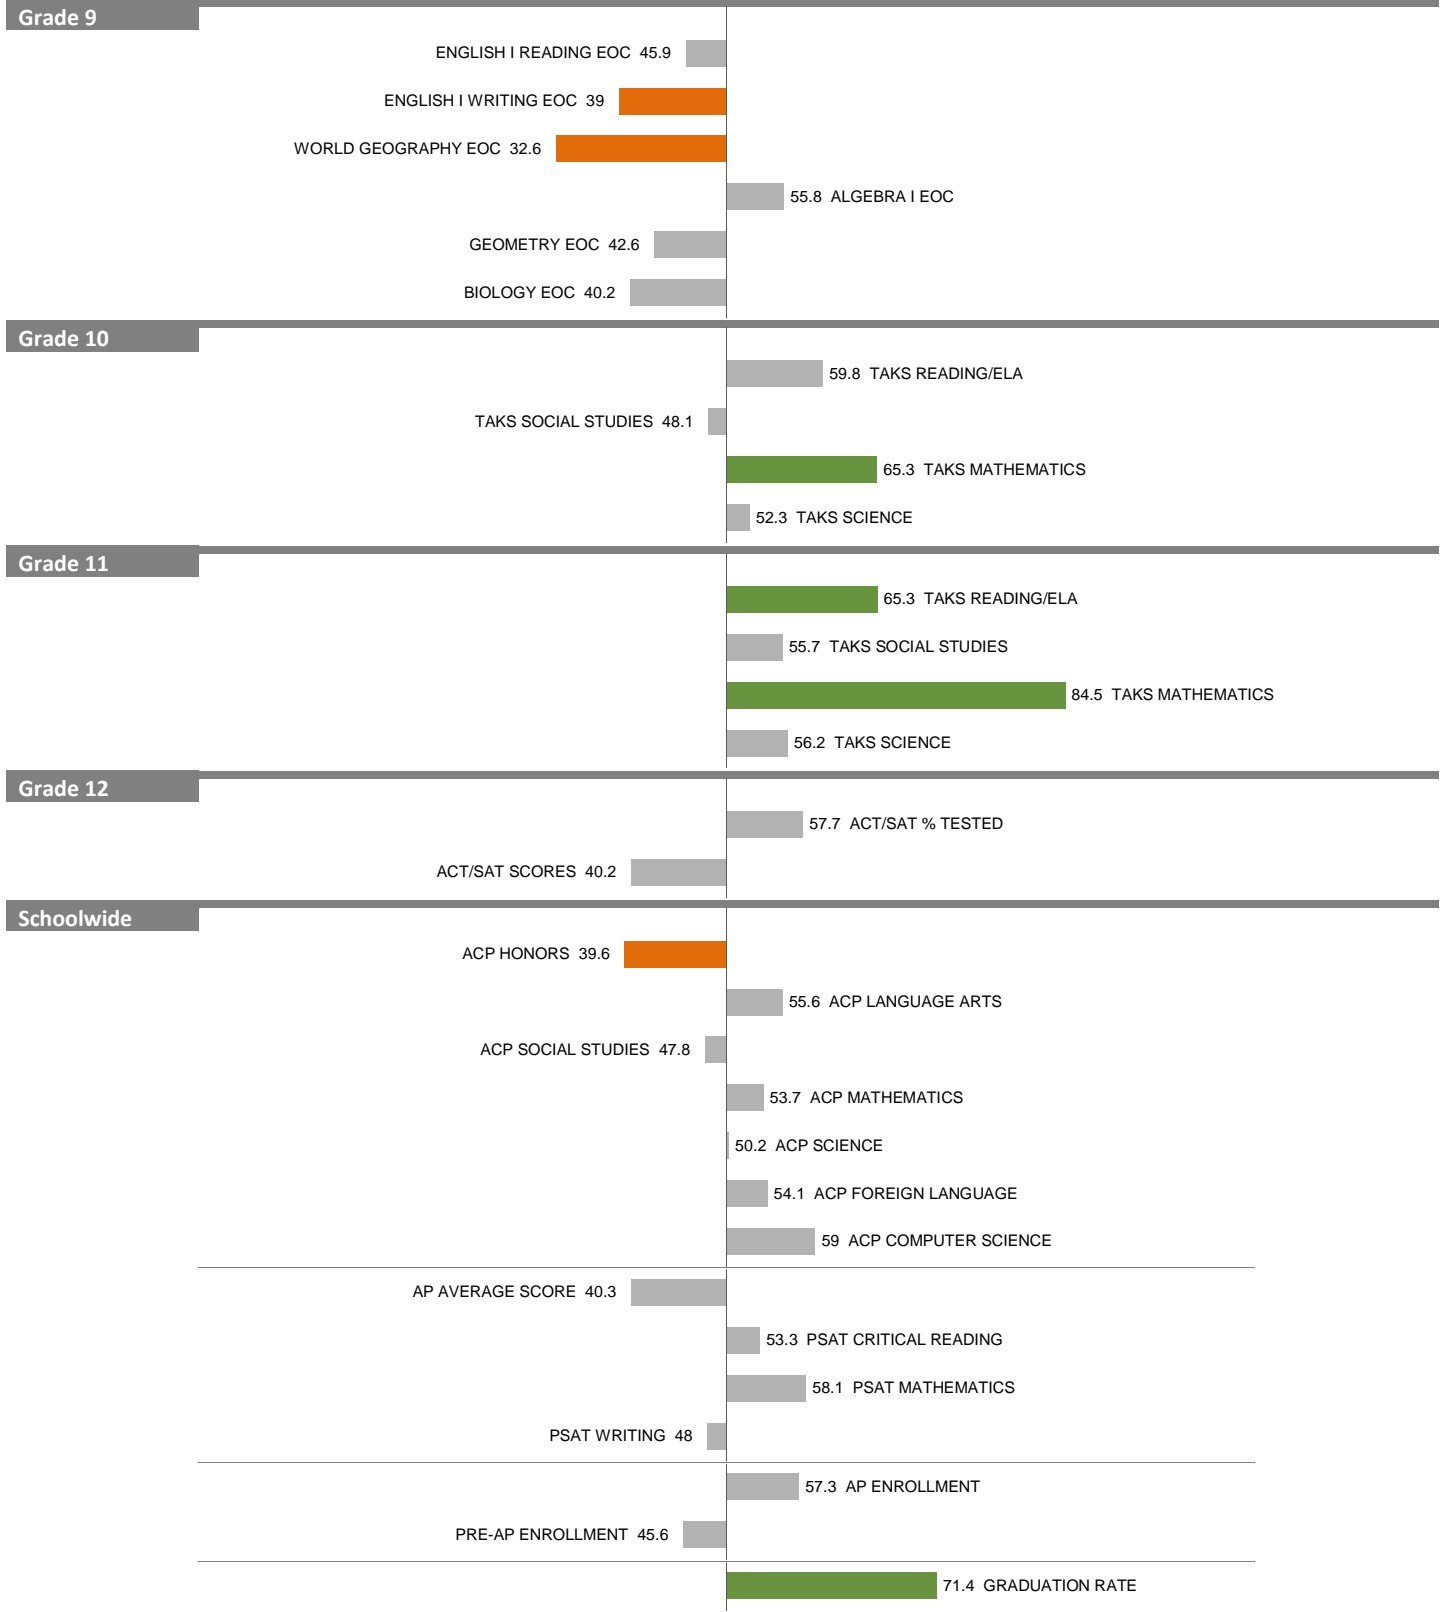 Grade 9
ENGLISH I READING EOC 45.9
ENGLISH I WRITING EOC 39
WORLD GEOGRAPHY EOC 32.6
55.8 ALGEBRA I EOC
GEOMETRY EOC 42.6
BIOLOGY EOC 40.2
Grade 10
59.8 TAKS READING/ELA
TAKS SOCIAL STUDIES 48.1
65.3 TAKS MATHEMATICS
52.3 TAKS SCIENCE
Grade 11
65.3 TAKS READING/ELA
55.7 TAKS SOCIAL STUDIES
84.5 TAKS MATHEMATICS
56.2 TAKS SCIENCE
Grade 12
57.7 ACT/SAT % TESTED
ACT/SAT SCORES 40.2
Schoolwide
ACP HONORS 39.6
55.6 ACP LANGUAGE ARTS
ACP SOCIAL STUDIES 47.8
53.7 ACP MATHEMATICS
50.2 ACP SCIENCE
54.1 ACP FOREIGN LANGUAGE
59 ACP COMPUTER SCIENCE
AP AVERAGE SCORE 40.3
53.3 PSAT CRITICAL READING
58.1 PSAT MATHEMATICS
PSAT WRITING 48
57.3 AP ENROLLMENT
PRE-AP ENROLLMENT 45.6
71.4 GRADUATION RATE